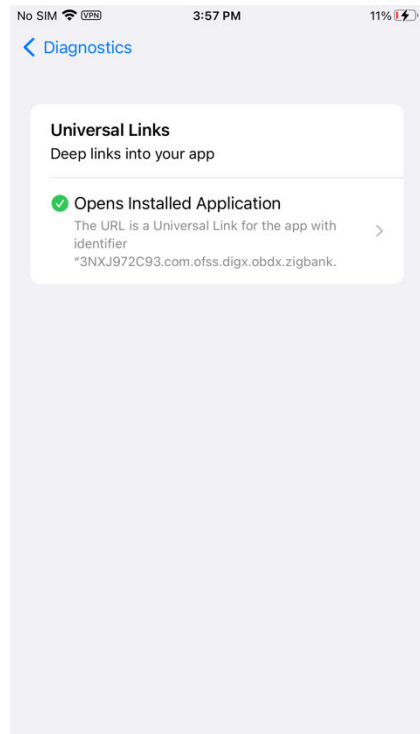 No SIM VPN 3:57 PM 11%
Diagnostics
Universal Links
Deep links into your app
Opens Installed Application
The URL is a Universal Link for the app with
identifier
“3NXJ972C93.com.ofss.digx.obdx.zigbank.